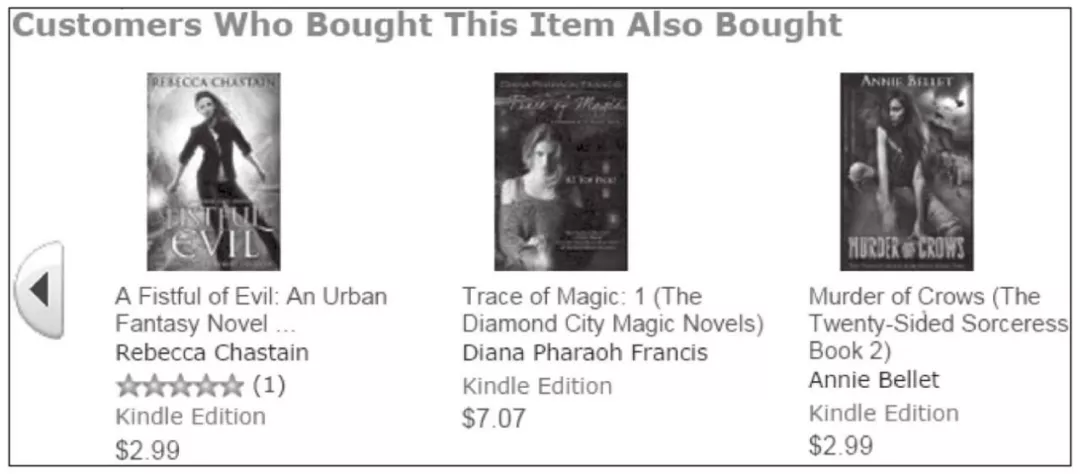 Customers Who Bought This Item Also Bought
REBECCA CHASTAIN
FISTFUL
EVIL
A Fistful of Evil: An Urban
Fantasy Novel ...
Rebecca Chastain
(1)
Kindle Edition
$2.99
DIANA PHARAOH FRANCIS
Trace of Magic
Trace of Magic: 1 (The
Diamond City Magic Novels)
Diana Pharaoh Francis
Kindle Edition
$7.07
ANNIE BELLET
MURDER OF CROWS
Murder of Crows (The
Twenty-Sided Sorceress
Book 2)
Annie Bellet
Kindle Edition
$2.99